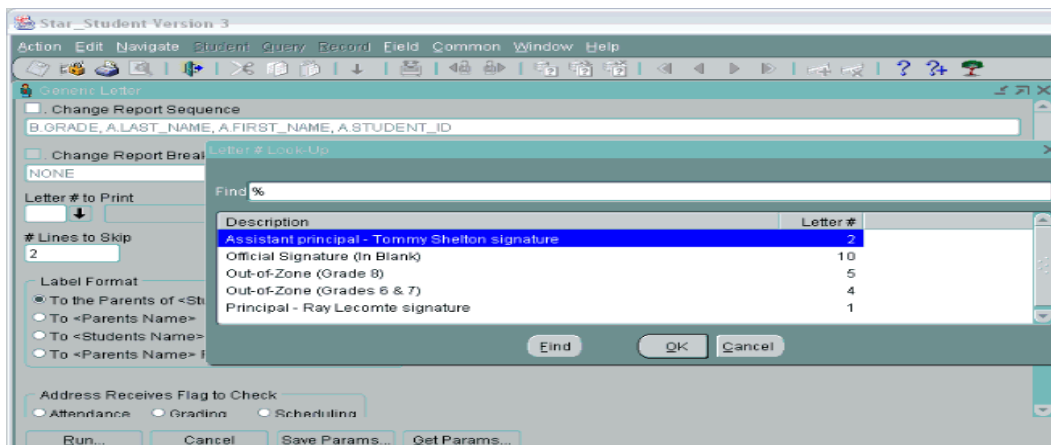 Star_Student Version 3
Action Edit Navigate Student Query Record Field Common Window Help
Generic Letter
. Change Report Sequence
B.GRADE, A.LAST_NAME, A.FIRST_NAME, A.STUDENT_ID
. Change Report Break
NONE
Letter # to Print
# Lines to Skip
2
Label Format
To the Parents of <Stu
To <Parents Name>
To <Students Name>
To <Parents Name> F
Address Receives Flag to Check
Attendance Grading Scheduling
Run... Cancel Save Params... Get Params...
Letter # Look-Up
Find %
Description Letter #
Assistant principal - Tommy Shelton signature 2
Official Signature (In Blank) 10
Out-of-Zone (Grade 8) 5
Out-of-Zone (Grades 6 & 7) 4
Principal - Ray Lecomte signature 1
Find OK Cancel